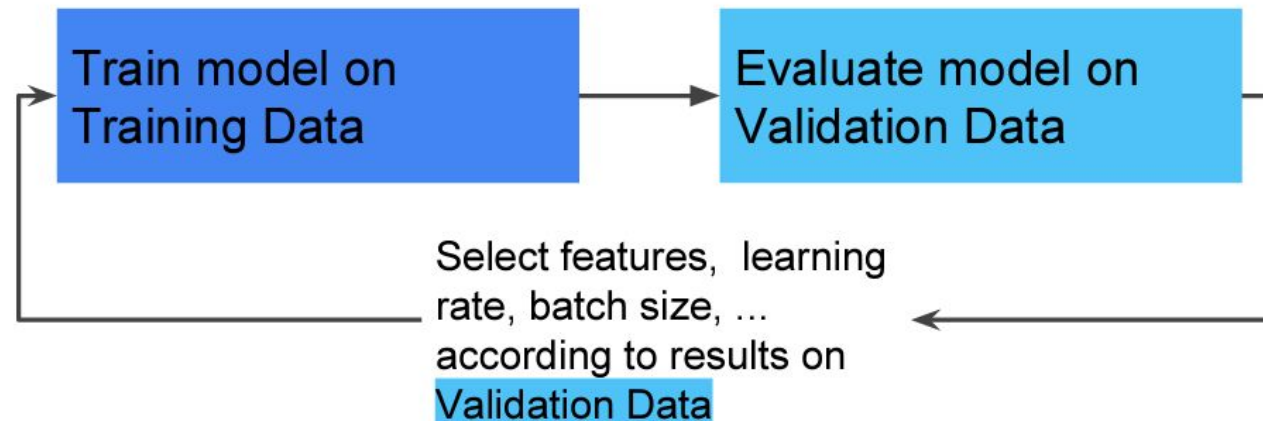 Train model on
Training Data
Evaluate model on
Validation Data
Select features,  learning
rate, batch size, ...
according to results on
Validation Data